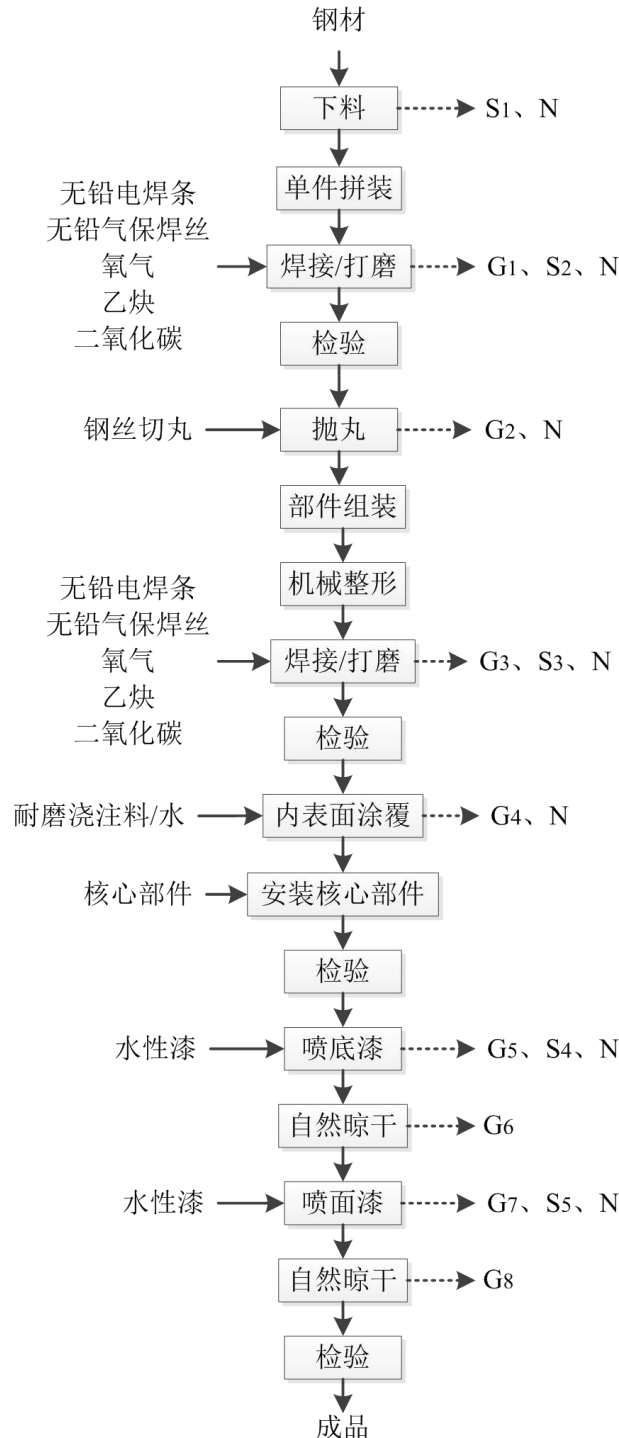 钢材
下料
S1、N
单件拼装
无铅电焊条
无铅气保焊丝
氧气
乙炔
二氧化碳
焊接/打磨
G1、S2、N
检验
钢丝切丸
抛丸
G2、N
部件组装
机械整形
无铅电焊条
无铅气保焊丝
氧气
乙炔
二氧化碳
焊接/打磨
G3、S3、N
检验
耐磨浇注料/水
内表面涂覆
G4、N
核心部件
安装核心部件
检验
水性漆
喷底漆
G5、S4、N
自然晾干
G6
水性漆
喷面漆
G7、S5、N
自然晾干
G8
检验
成品